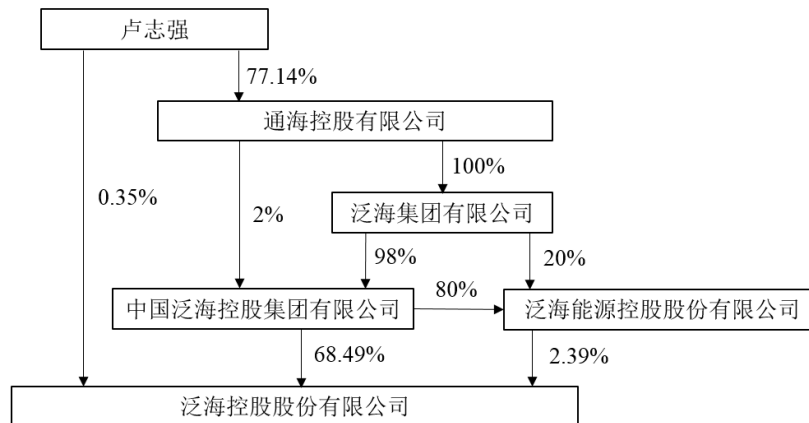 卢志强
77.14%
通海控股有限公司
100%
0.35%
泛海集团有限公司
2%
98%
20%
80%
中国泛海控股集团有限公司
泛海能源控股股份有限公司
68.49%
2.39%
泛海控股股份有限公司